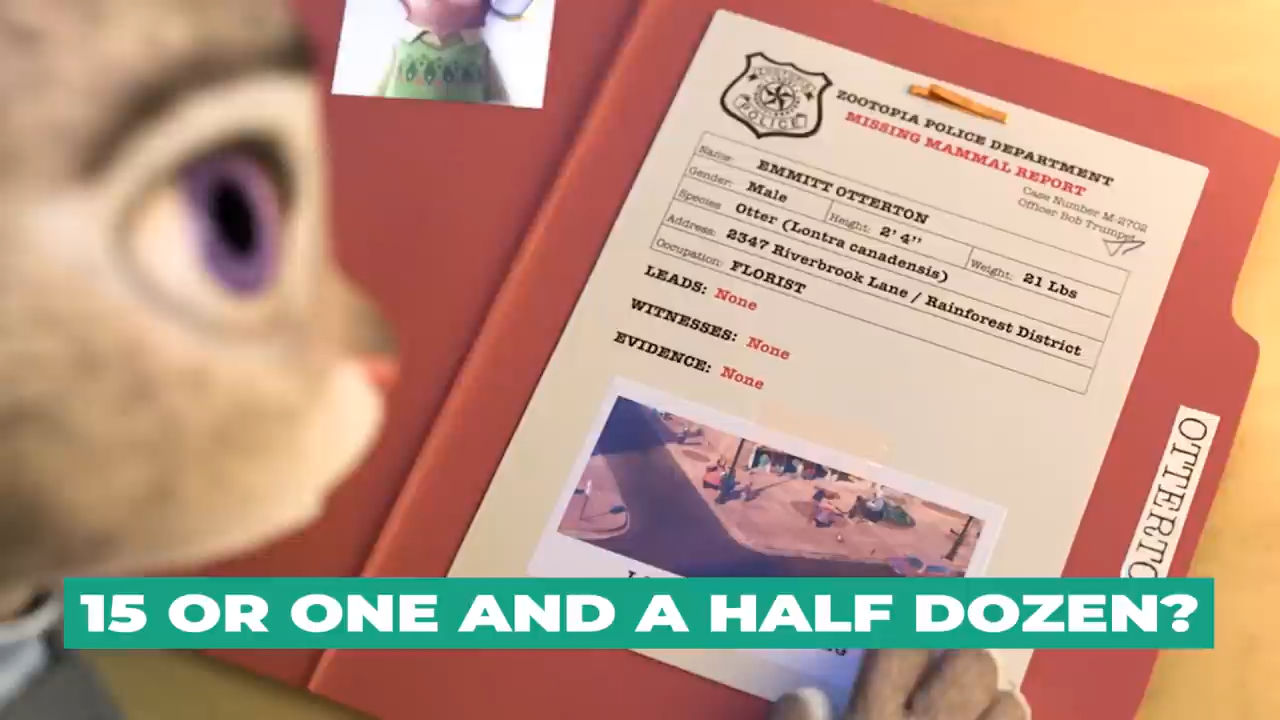 ZOOTOPIA
POLICE
ZOOTOPIA POLICE DEPARTMENT
MISSING MAMMAL REPORT
Case Number M-2702
Officer Bob Trumpet
Name: EMMITT OTTERTON
Gender: Male Height: 2' 4'' Weight: 21 Lbs
Species Otter (Lontra canadensis)
Address: 2347 Riverbrook Lane / Rainforest District
Occupation: FLORIST
LEADS: None
WITNESSES: None
EVIDENCE: None
OTTERTO
15 OR ONE AND A HALF DOZEN?